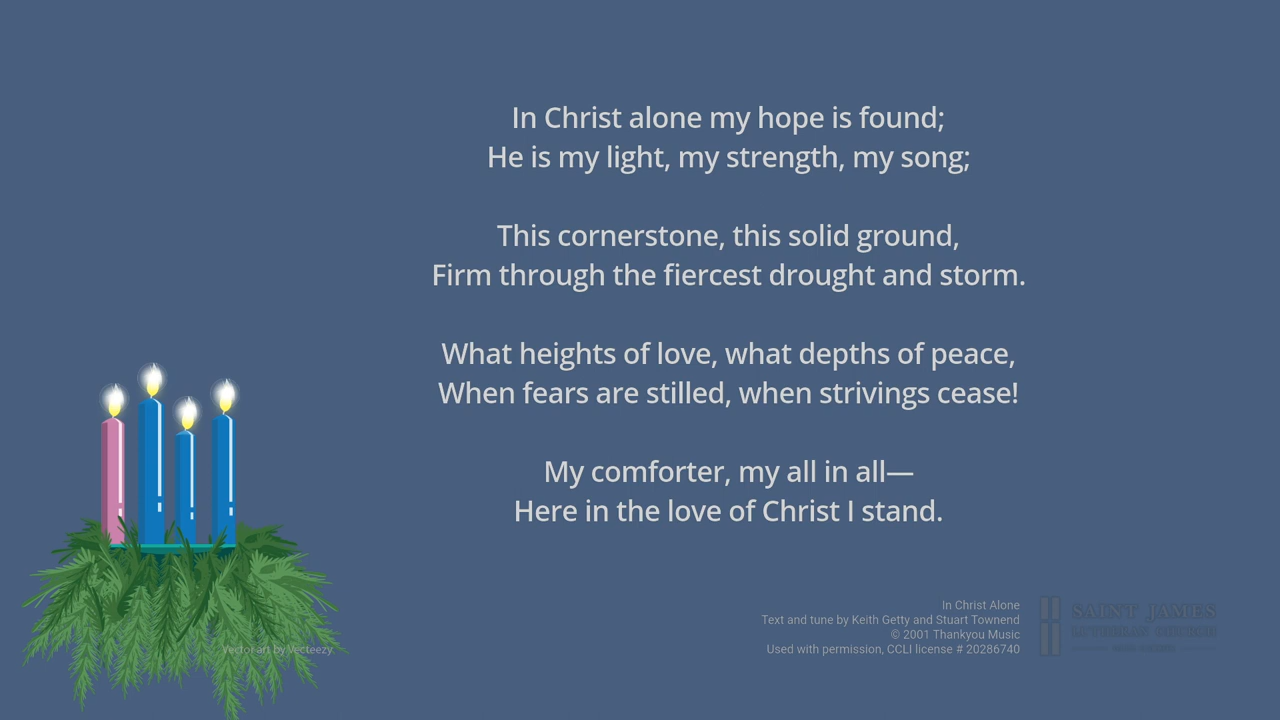 In Christ alone my hope is found;
He is my light, my strength, my song;
This cornerstone, this solid ground,
Firm through the fiercest drought and storm.
What heights of love, what depths of peace,
When fears are stilled, when strivings cease!
My comforter, my all in all—
Here in the love of Christ I stand.
In Christ Alone
Text and tune by Keith Getty and Stuart Townend
© 2001 Thankyou Music
Used with permission, CCLI license # 20286740
SAINT JAMES
LUTHERAN CHURCH
Vector art by Vecteezy